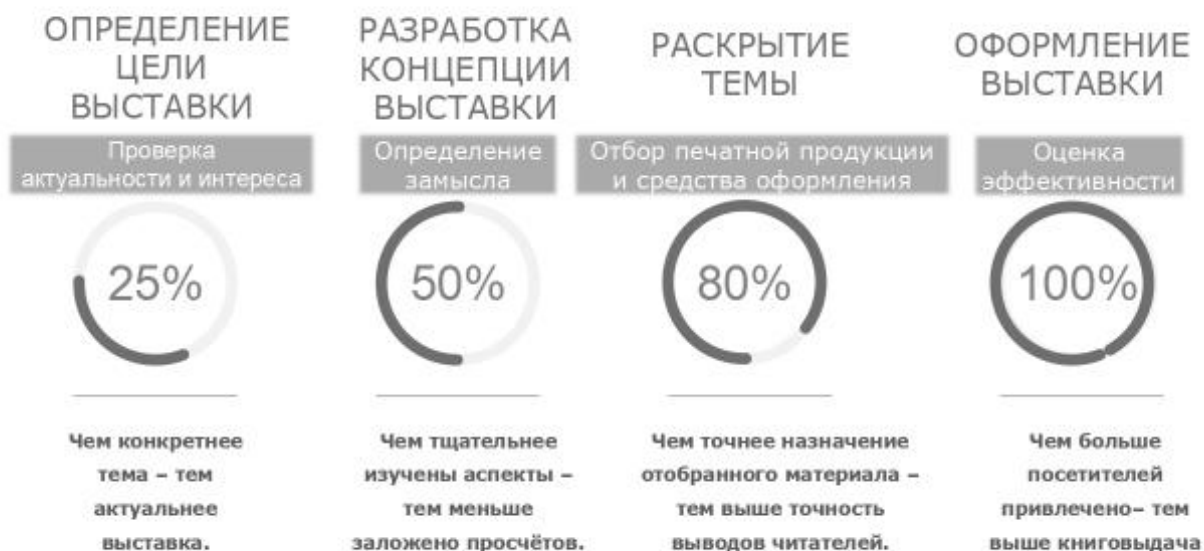 ОПРЕДЕЛЕНИЕ
ЦЕЛИ
ВЫСТАВКИ
Проверка
актуальности и интереса
25%
Чем конкретнее
тема – тем
актуальнее
выставка.
РАЗРАБОТКА
КОНЦЕПЦИИ
ВЫСТАВКИ
Определение
замысла
50%
Чем тщательнее
изучены аспекты –
тем меньше
заложено просчётов.
РАСКРЫТИЕ
ТЕМЫ
Отбор печатной продукции
и средства оформления
80%
Чем точнее назначение
отобранного материала –
тем выше точность
выводов читателей.
ОФОРМЛЕНИЕ
ВЫСТАВКИ
Оценка
эффективности
100%
Чем больше
посетителей
привлечено– тем
выше книговыдача